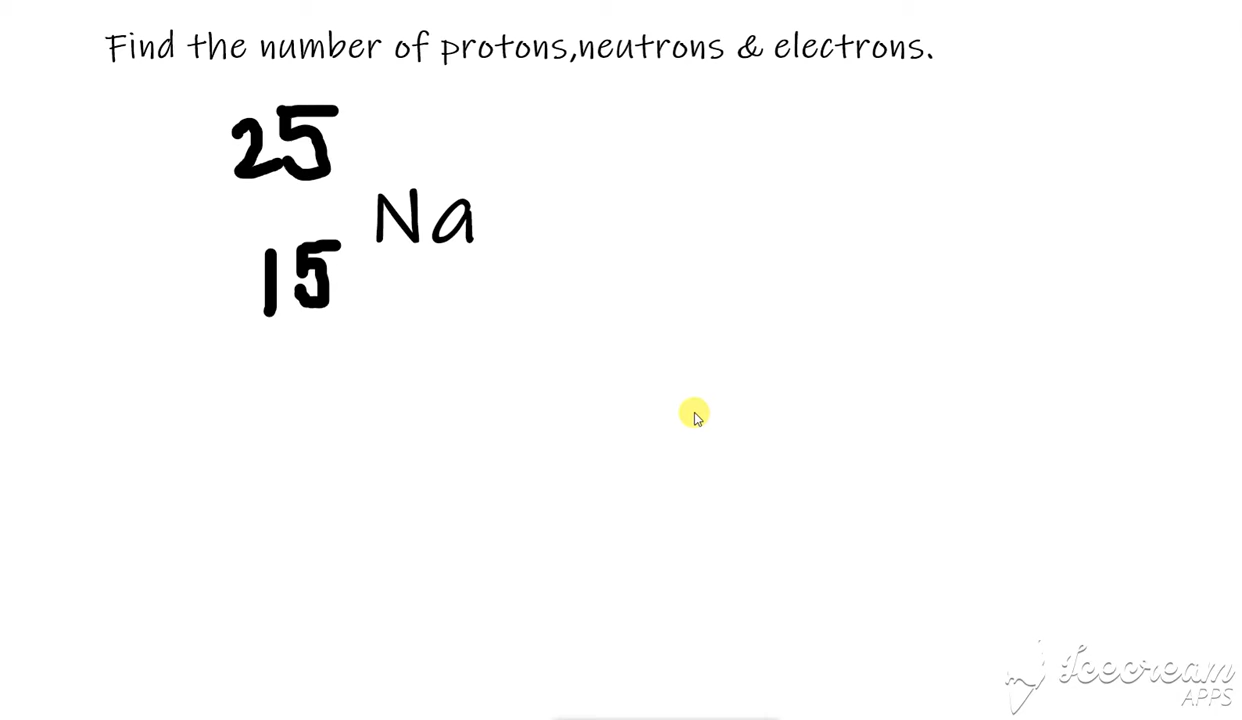 Find the number of protons,neutrons & electrons.
25
Na
15
Icecream
APPS